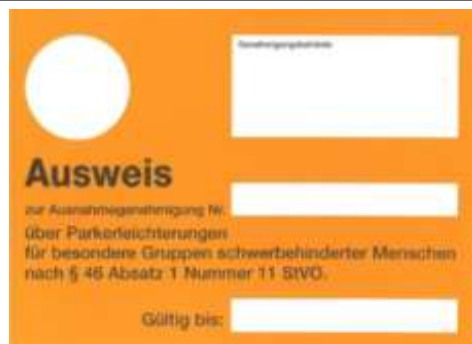 Genehmigungsbehörde
Ausweis
zur Ausnahmegenehmigung Nr.
über Parkerleichterungen
für besondere Gruppen schwerbehinderter Menschen
nach § 46 Absatz 1 Nummer 11 StVO.
Gültig bis: